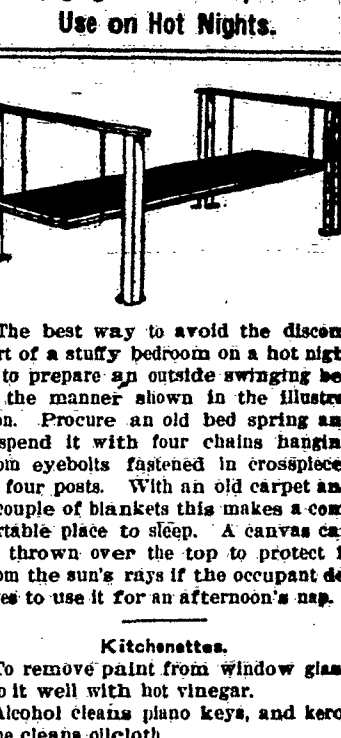 Use on Hot Nights.
The best way to avoid the discom
rt of a stuffy bedroom on a hot nigh
to prepare an outside swinging be
the manner shown in the illustra
on. Procure an old bed spring an
spend it with four chains hangin
om eyebolts fastened in crosspiece
four posts. With an old carpet an
couple of blankets this makes a com
rtable place to sleep. A canvas ca
thrown over the top to protect f
om the sun's rays if the occupant de
es to use it for an afternoon's nap.
Kitchenettes.
To remove paint from window glas
b it well with hot vinegar.
Alcohol cleans piano keys, and kero
ne cleans oilcloth